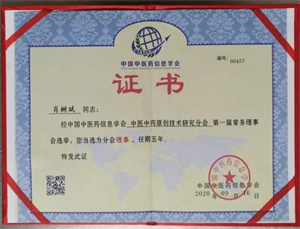 中国中医药信息学会
编号：00457
证书
肖树斌 同志：
经中国中医药信息学会 中医中药原创技术研究分会 第一届常务理事
会选举，您当选为分会理事，任期五年。
特发此证
中国中医药信息学会
2020 09 16